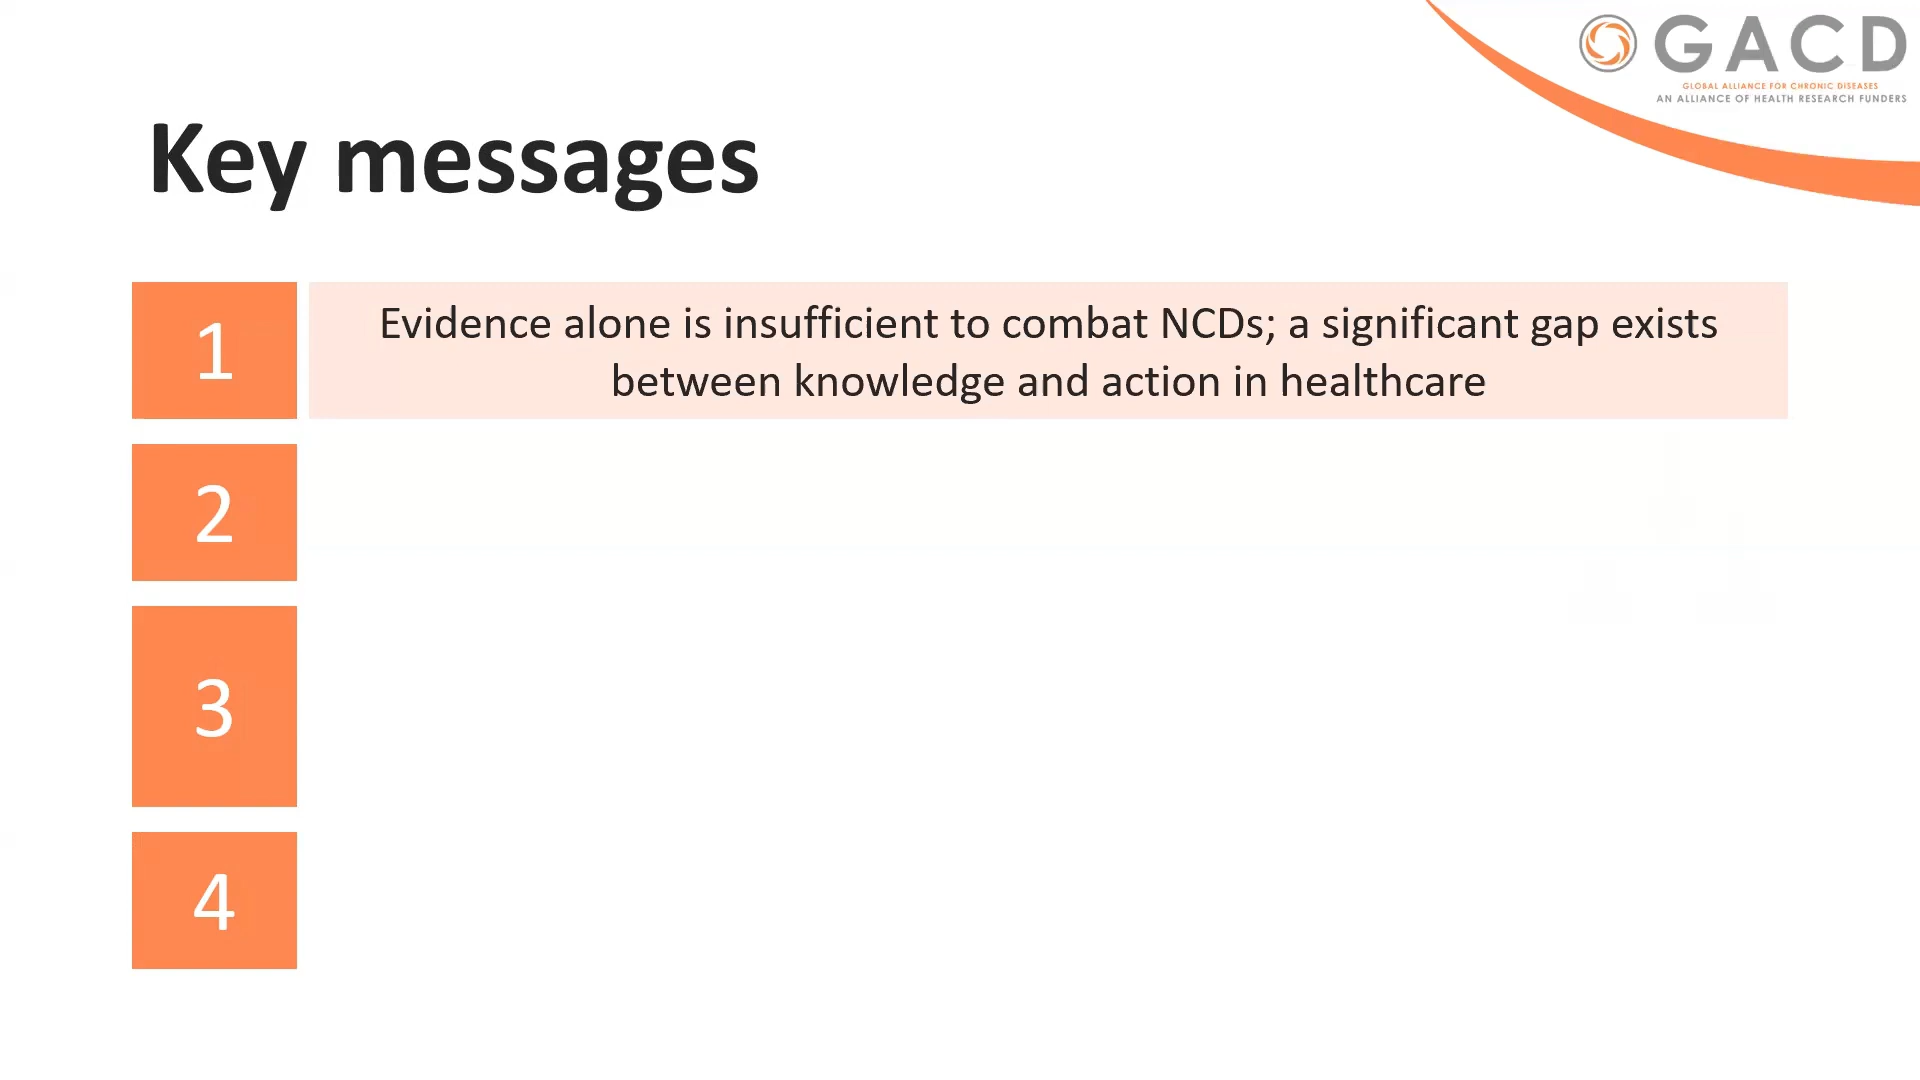 GACD
GLOBAL ALLIANCE FOR CHRONIC DISEASES
AN ALLIANCE OF HEALTH RESEARCH FUNDERS
Key messages
1
Evidence alone is insufficient to combat NCDs; a significant gap exists
between knowledge and action in healthcare
2
3
4